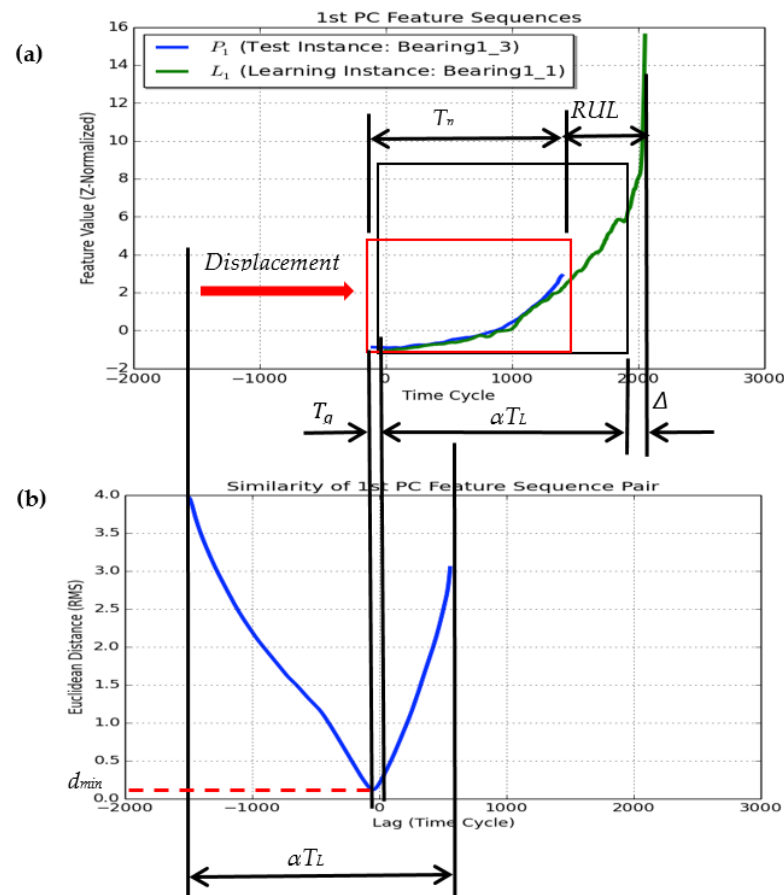 1st PC Feature Sequences
(a)
P₁ (Test Instance: Bearing1_3)
L₁ (Learning Instance: Bearing1_1)
Feature Value (Z-Normalized)
16
14
12
10
8
6
4
2
0
−2
Tₙ
RUL
Displacement
−2000
−1000
0
1000
2000
3000
Time Cycle
T_g
αT_L
Δ
(b)
Similarity of 1st PC Feature Sequence Pair
Euclidean Distance (RMS)
4.0
3.5
3.0
2.5
2.0
1.5
1.0
0.5
0.0
dmin
−2000
−1000
0
1000
2000
3000
Lag (Time Cycle)
αT_L